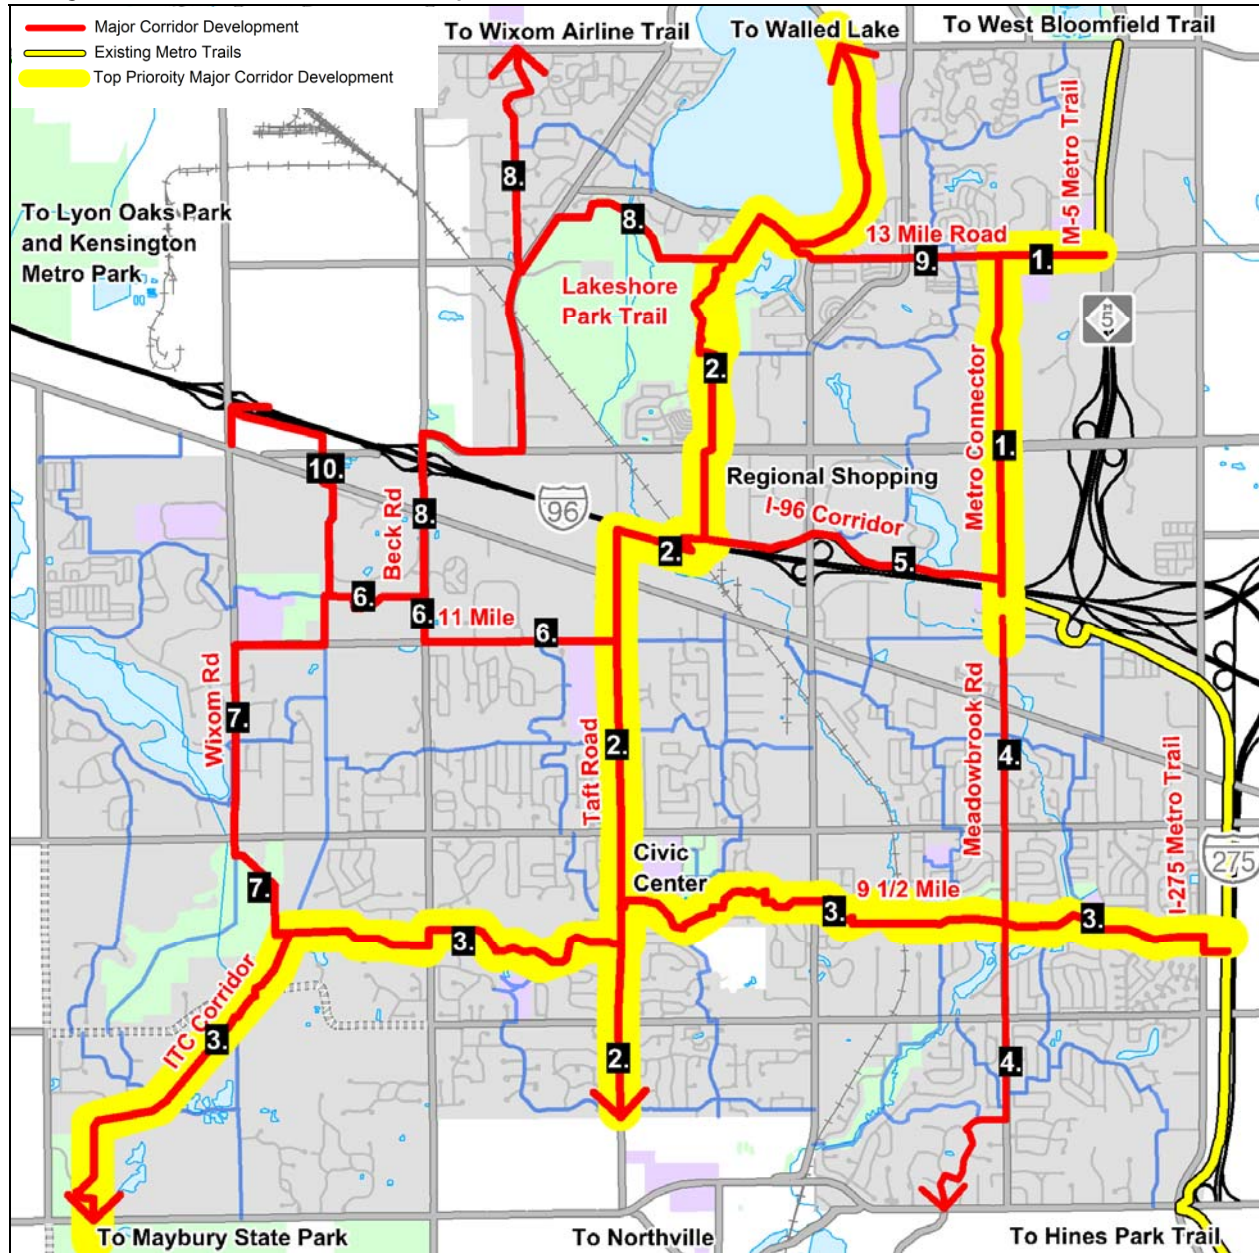 Major Corridor Development
Existing Metro Trails
Top Prioroity Major Corridor Development
To Wixom Airline Trail
To Walled Lake
To West Bloomfield Trail
M-5 Metro Trail
8.
To Lyon Oaks Park
and Kensington
Metro Park
8.
13 Mile Road
9.
1.
Lakeshore
Park Trail
M
5
2.
Metro Connector
1.
10.
Regional Shopping
I-96 Corridor
96
Beck Rd
8.
2.
5.
6.
6.
11 Mile
6.
Wixom Rd
7.
Taft Road
2.
Meadowbrook Rd
4.
I-275 Metro Trail
275
Civic
Center
7.
9 1/2 Mile
3.
3.
3.
ITC Corridor
3.
2.
4.
To Maybury State Park
To Northville
To Hines Park Trail